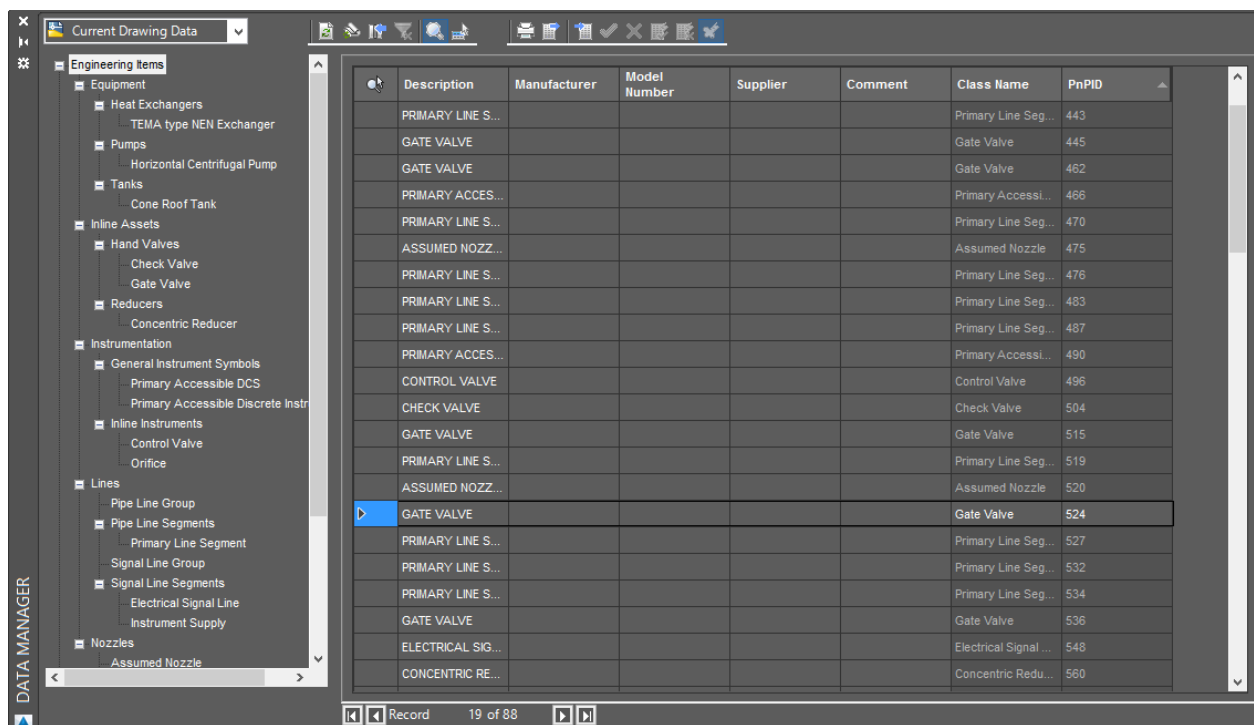 Current Drawing Data
Engineering Items
Equipment
Heat Exchangers
TEMA type NEN Exchanger
Pumps
Horizontal Centrifugal Pump
Tanks
Cone Roof Tank
Inline Assets
Hand Valves
Check Valve
Gate Valve
Reducers
Concentric Reducer
Instrumentation
General Instrument Symbols
Primary Accessible DCS
Primary Accessible Discrete Instr
Inline Instruments
Control Valve
Orifice
Lines
Pipe Line Group
Pipe Line Segments
Primary Line Segment
Signal Line Group
Signal Line Segments
Electrical Signal Line
Instrument Supply
Nozzles
Assumed Nozzle
DATA MANAGER
Description Manufacturer Model Number Supplier Comment Class Name PnPID
PRIMARY LINE S... Primary Line Seg... 443
GATE VALVE Gate Valve 445
GATE VALVE Gate Valve 462
PRIMARY ACCES... Primary Accessi... 466
PRIMARY LINE S... Primary Line Seg... 470
ASSUMED NOZZ... Assumed Nozzle 475
PRIMARY LINE S... Primary Line Seg... 476
PRIMARY LINE S... Primary Line Seg... 483
PRIMARY LINE S... Primary Line Seg... 487
PRIMARY ACCES... Primary Accessi... 490
CONTROL VALVE Control Valve 496
CHECK VALVE Check Valve 504
GATE VALVE Gate Valve 515
PRIMARY LINE S... Primary Line Seg... 519
ASSUMED NOZZ... Assumed Nozzle 520
GATE VALVE Gate Valve 524
PRIMARY LINE S... Primary Line Seg... 527
PRIMARY LINE S... Primary Line Seg... 532
PRIMARY LINE S... Primary Line Seg... 534
GATE VALVE Gate Valve 536
ELECTRICAL SIG... Electrical Signal ... 548
CONCENTRIC RE... Concentric Redu... 560
Record 19 of 88